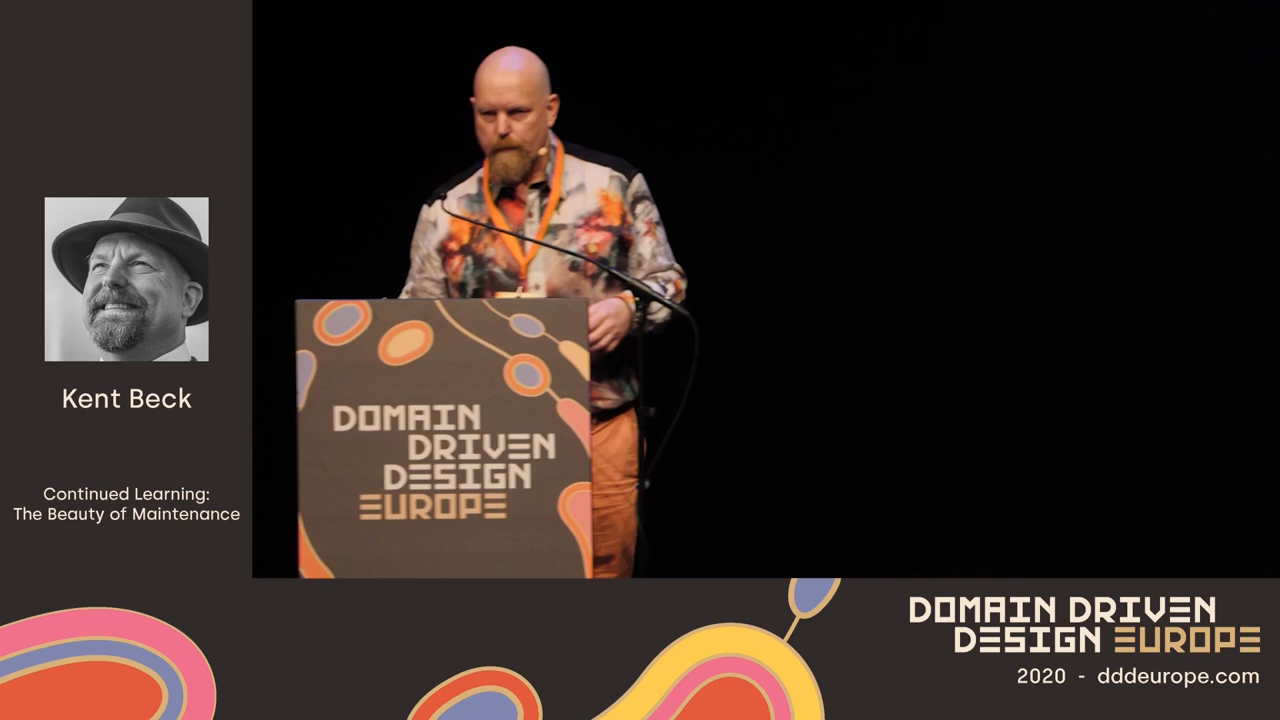 Kent Beck
Continued Learning:
The Beauty of Maintenance
DOMAIN
DRIVEN
DESIGN
EUROPE
DOMAIN DRIVEN
DESIGN EUROPE
2020 - dddeurope.com